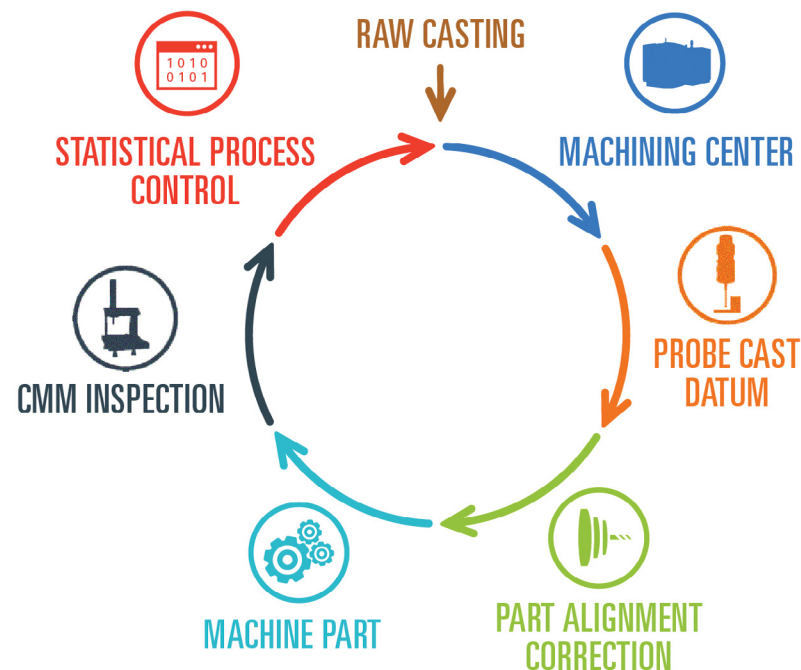 RAW CASTING
1010
0101
STATISTICAL PROCESS
CONTROL
MACHINING CENTER
PROBE CAST
DATUM
PART ALIGNMENT
CORRECTION
MACHINE PART
CMM INSPECTION